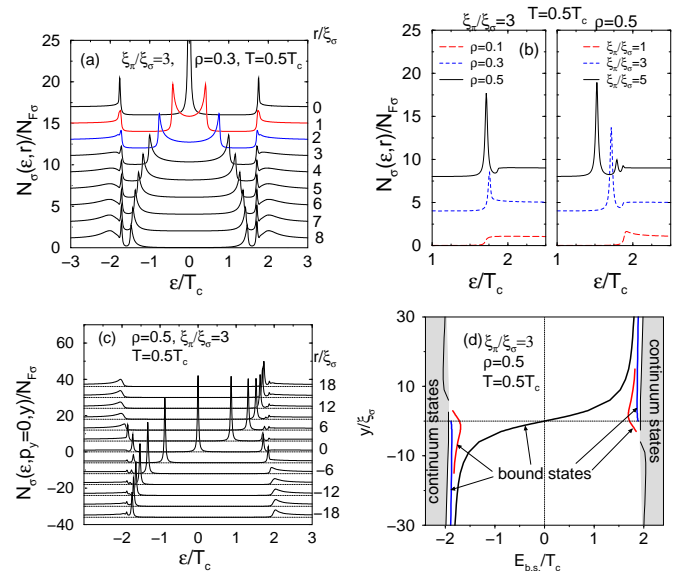 (a) ξπ/ξσ=3, ρ=0.3, T=0.5Tc r/ξσ
Nσ(ε,r)/NFσ
25
20
15
10
5
0
0
1
2
3
4
5
6
7
8
−3 −2 −1 0 1 2 3
ε/Tc
ξπ/ξσ=3 T=0.5Tc ρ=0.5
(b)
ρ=0.1
ρ=0.3
ρ=0.5
ξπ/ξσ=1
ξπ/ξσ=3
ξπ/ξσ=5
Nσ(ε,r)/NFσ
25
20
15
10
5
0
1 2 1 2
ε/Tc ε/Tc
(c) ρ=0.5, ξπ/ξσ=3
T=0.5Tc
r/ξσ
Nσ(ε,py=0,y)/NFσ
60
40
20
0
−20
−40
18
12
6
0
−6
−12
−18
−2 −1 0 1 2 3
ε/Tc
(d)
ξπ/ξσ=3
ρ=0.5
T=0.5Tc
y/ξσ
30
0
−30
continuum states
continuum states
bound states
−2 −1 0 1 2
Eb.s./Tc